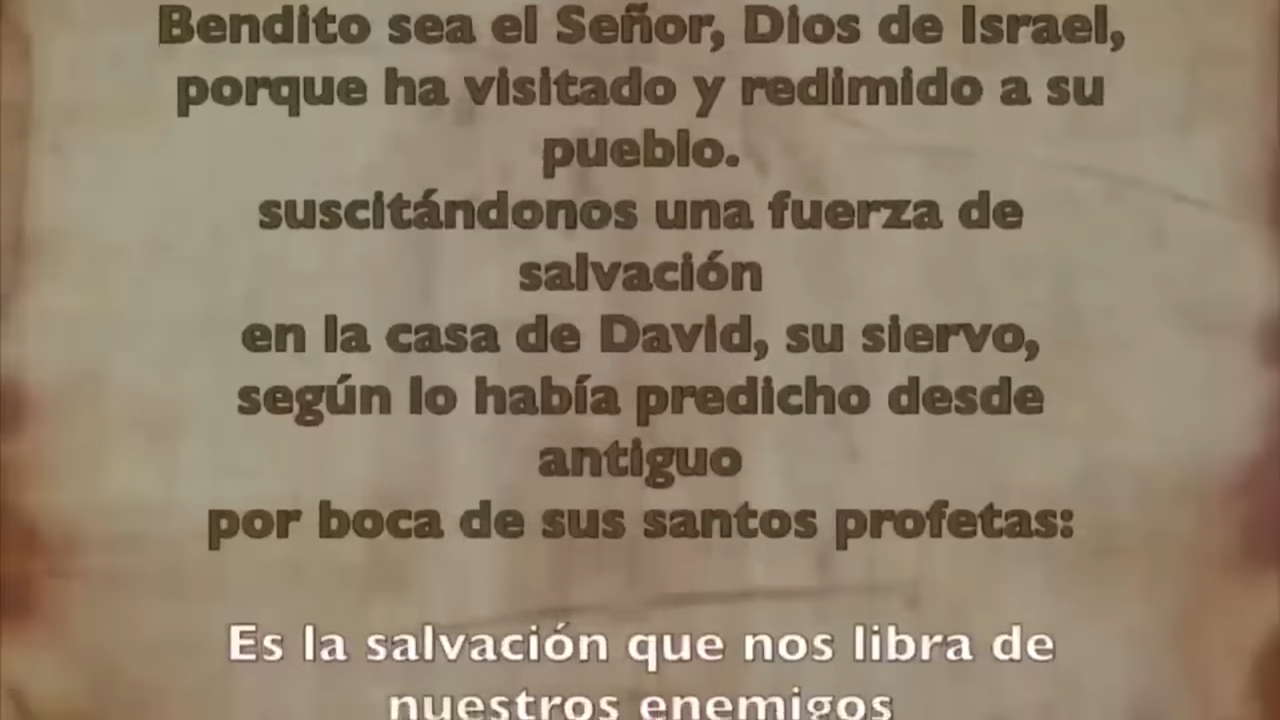 Bendito sea el Señor, Dios de Israel,
porque ha visitado y redimido a su
pueblo.
suscitándonos una fuerza de
salvación
en la casa de David, su siervo,
según lo había predicho desde
antiguo
por boca de sus santos profetas:
Es la salvación que nos libra de
nuestros enemigos